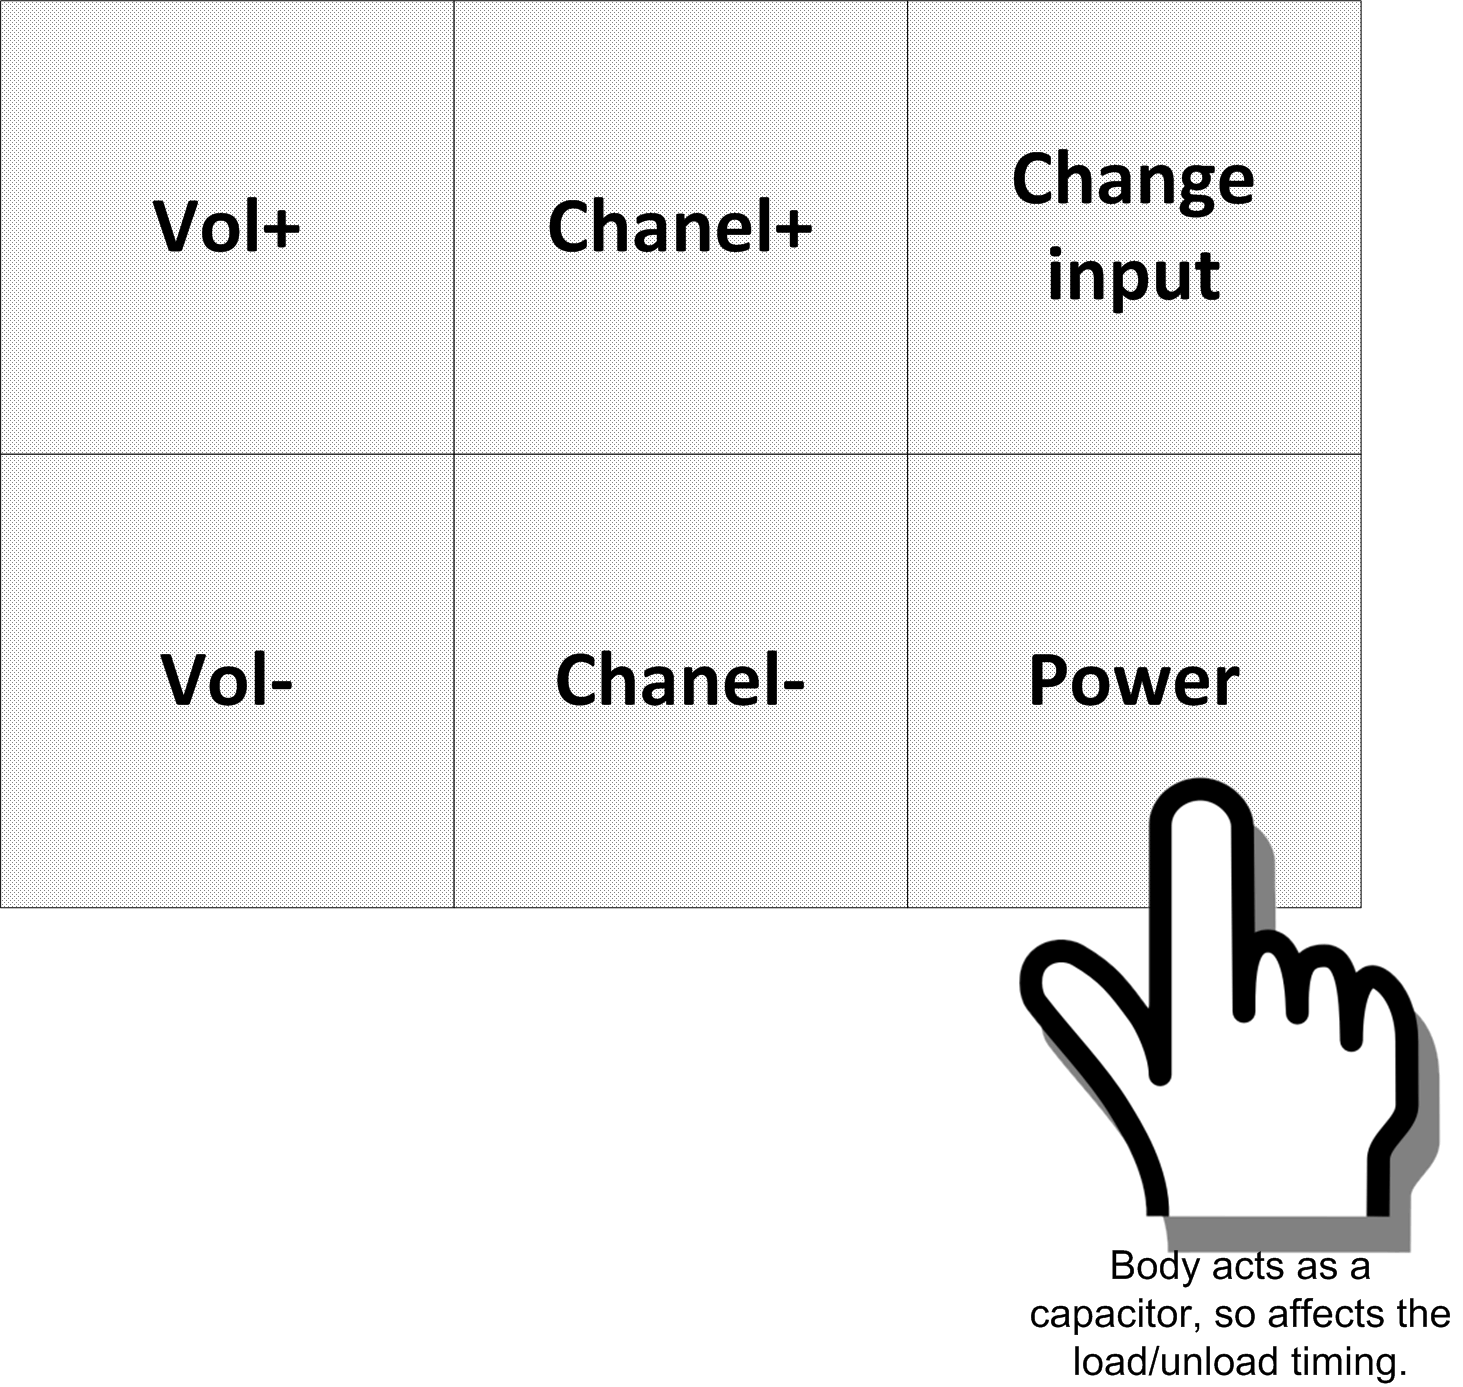 Vol+
Chanel+
Change
input
Vol-
Chanel-
Power
Body acts as a
capacitor, so affects the
load/unload timing.